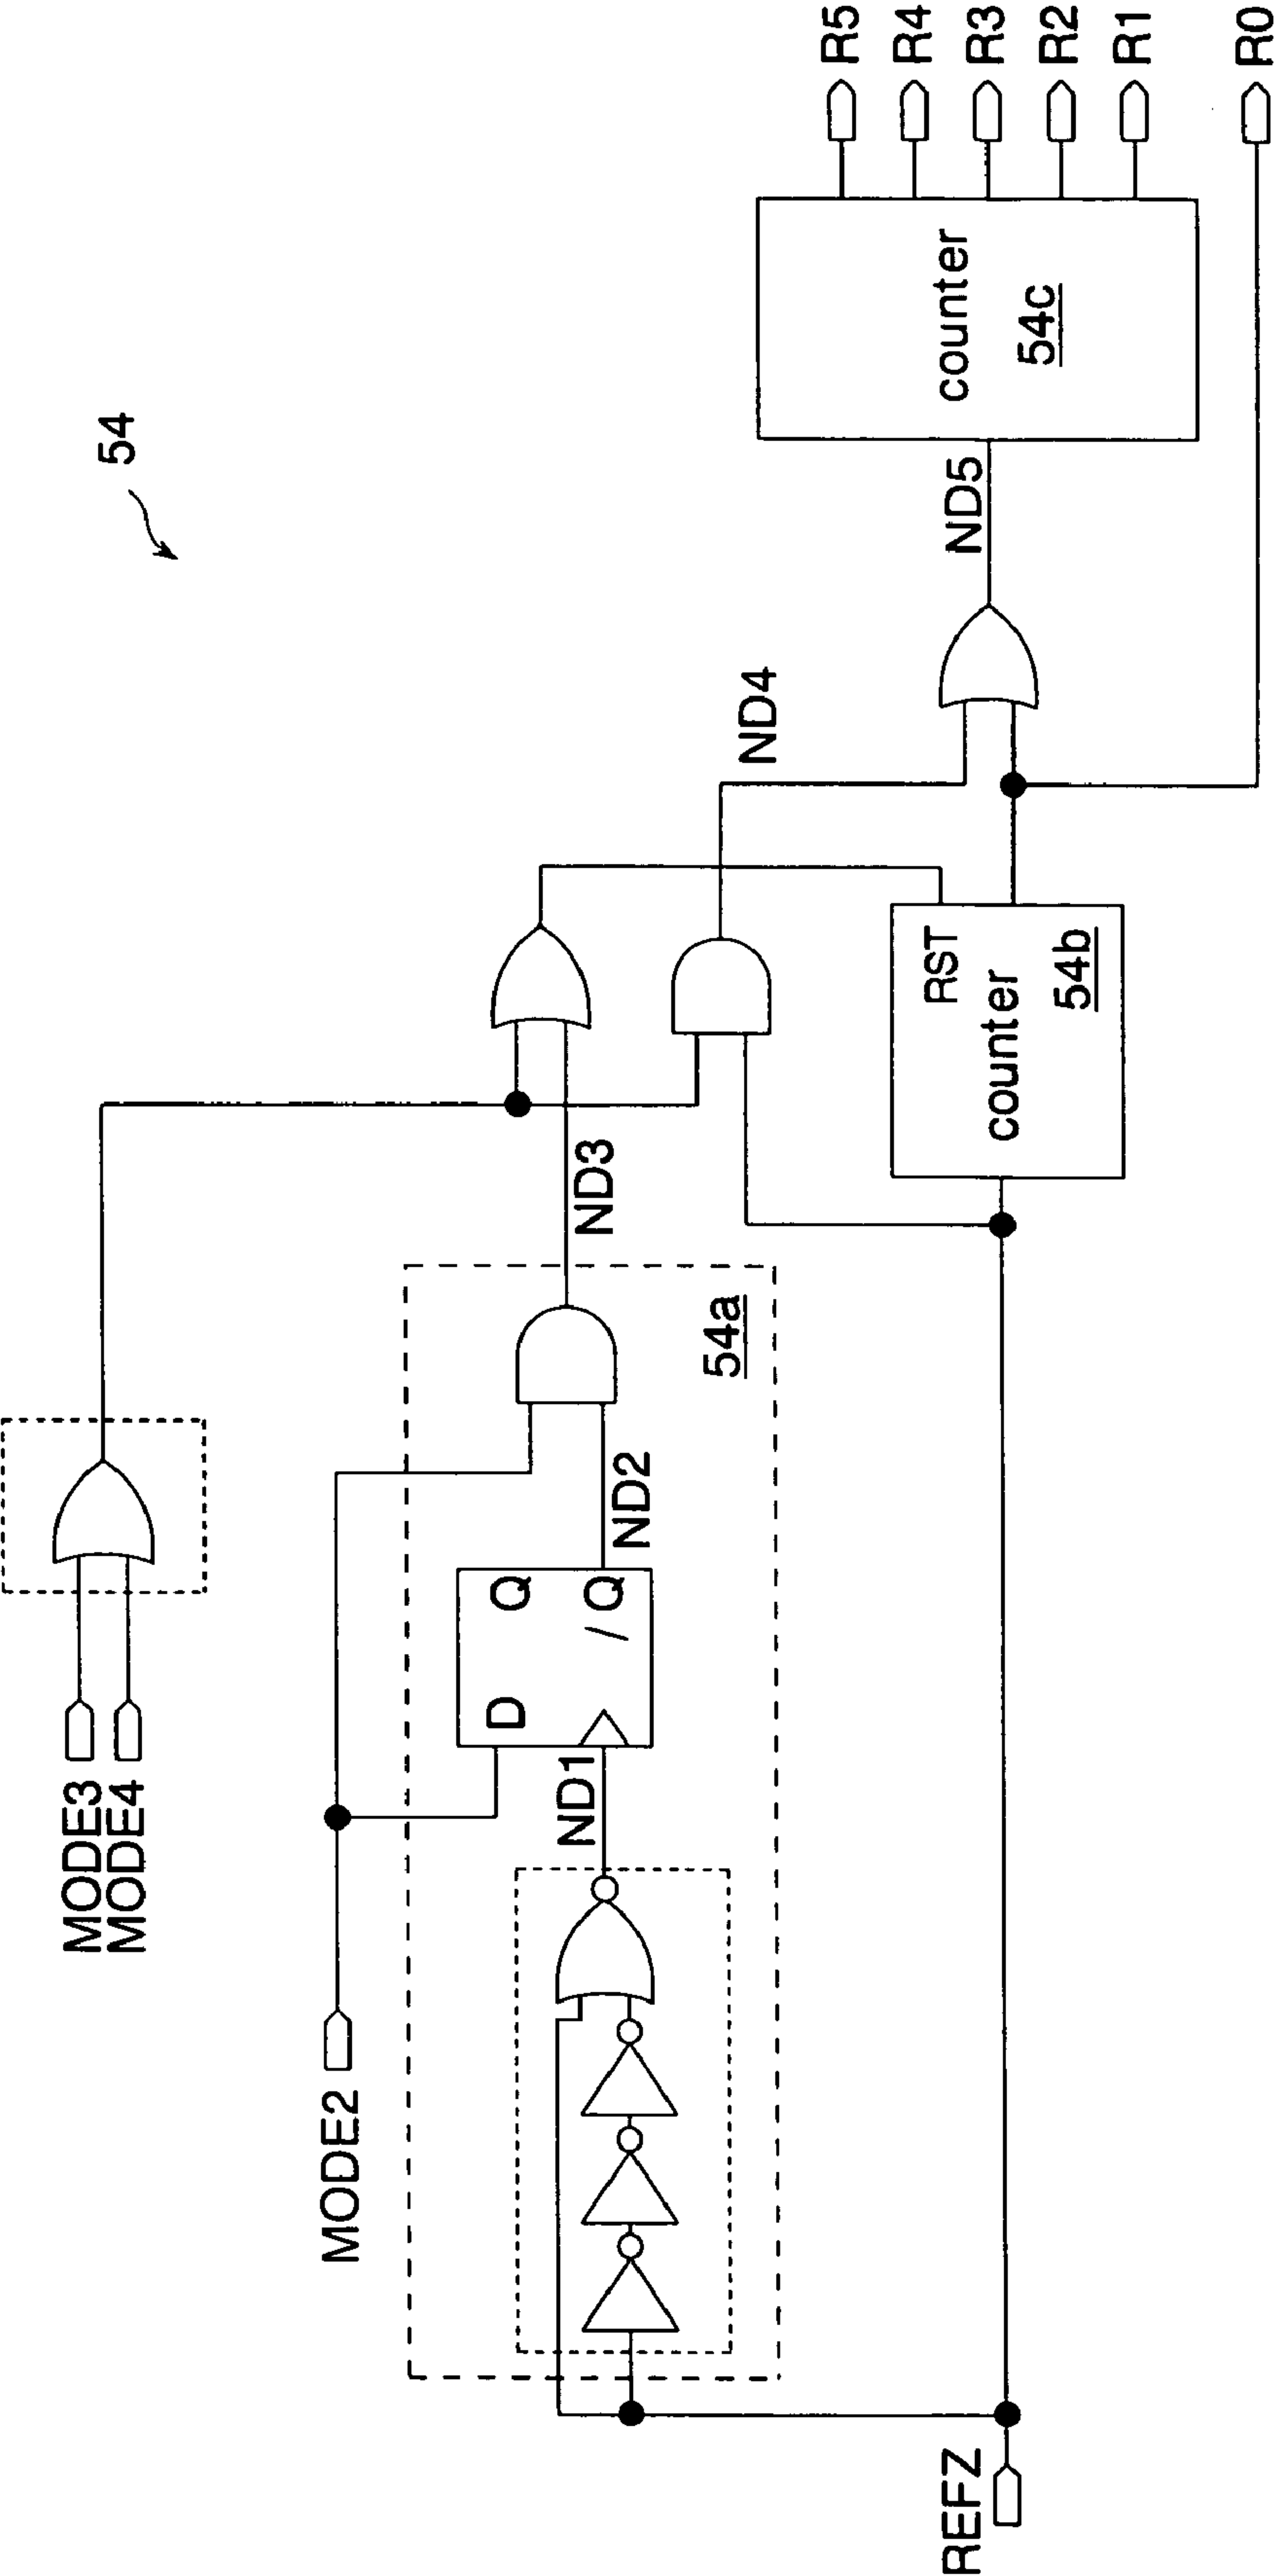 54
MODE3
MODE4
MODE2
REFZ
ND1
D
Q
/Q
ND2
54a
ND3
RST
counter
54b
ND4
ND5
counter
54c
R5
R4
R3
R2
R1
R0